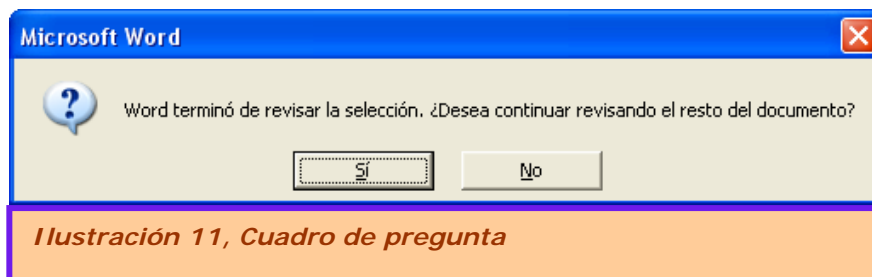 Microsoft Word
Word terminó de revisar la selección. ¿Desea continuar revisando el resto del documento?
Sí
No
Ilustración 11, Cuadro de pregunta